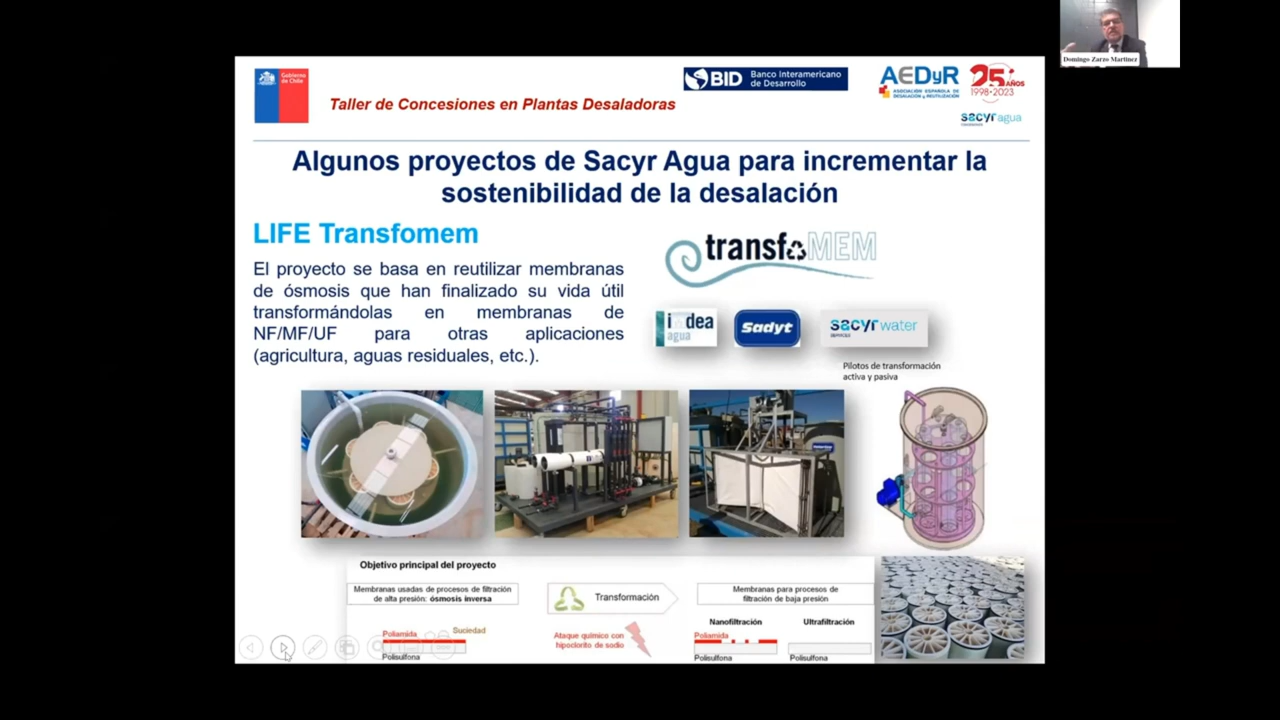 Domingo Zarzo Martínez
Gobierno
de Chile
Taller de Concesiones en Plantas Desaladoras
BID
Banco Interamericano
de Desarrollo
AEDyR
ASOCIACIÓN ESPAÑOLA DE
DESALACIÓN y REUTILIZACIÓN
25 AÑOS
1998-2023
sacyr agua
Algunos proyectos de Sacyr Agua para incrementar la
sostenibilidad de la desalación
LIFE Transfomem
El proyecto se basa en reutilizar membranas
de ósmosis que han finalizado su vida útil
transformándolas en membranas de
NF/MF/UF para otras aplicaciones
(agricultura, aguas residuales, etc.).
transfoMEM
imdea
agua
Sadyt
sacyr water
Pilotos de transformación
activa y pasiva
Objetivo principal del proyecto
Membranas usadas de procesos de filtración
de alta presión: ósmosis inversa
Transformación
Membranas para procesos de
filtración de baja presión
Nanofiltración
Ultrafiltración
Poliamida
Suciedad
Polisulfona
Ataque químico con
hipoclorito de sodio
Poliamida
Polisulfona
Polisulfona